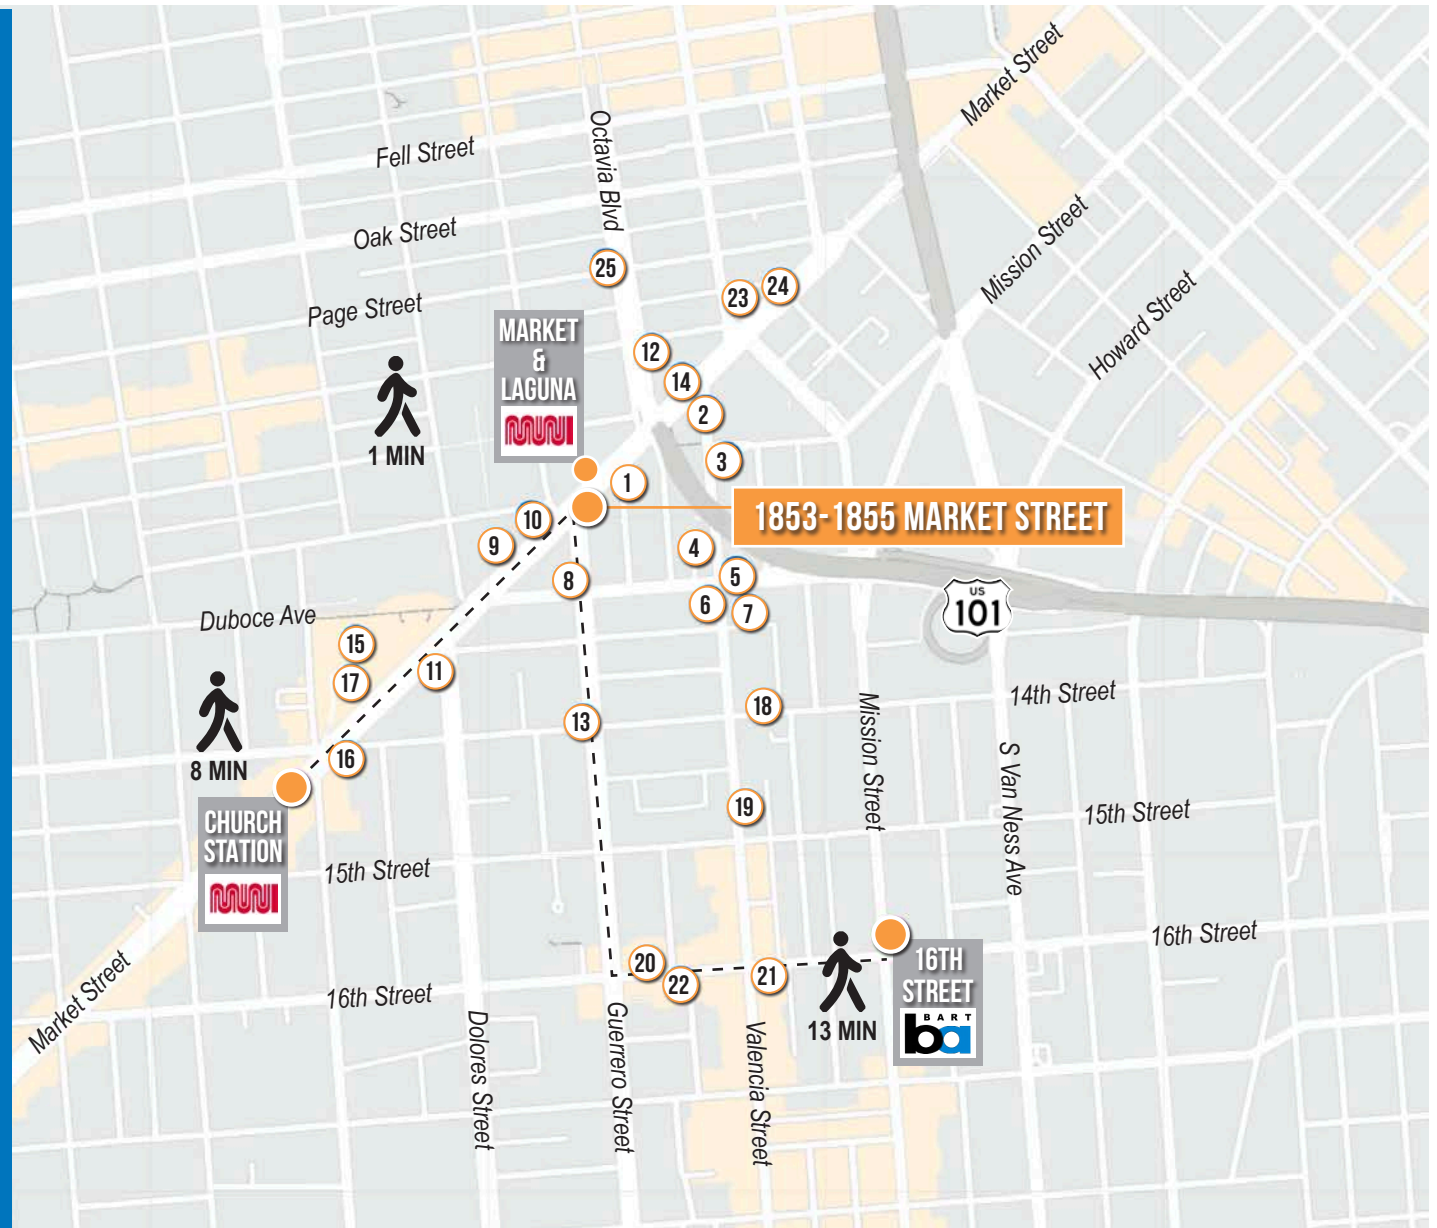 Market Street
Fell Street
Octavia Blvd
Oak Street
Mission Street
25
24
23
Howard Street
Page Street
MARKET
&
LAGUNA
MUNI
12
14
2
1 MIN
3
1
1853-1855 MARKET STREET
10
9
4
8
5
6
7
US
101
Duboce Ave
15
17
11
14th Street
18
13
Mission Street
S Van Ness Ave
16
8 MIN
19
15th Street
CHURCH
STATION
MUNI
15th Street
16th Street
20
22
21
16TH
STREET
BART
ba
13 MIN
Market Street
16th Street
Dolores Street
Guerrero Street
Valencia Street